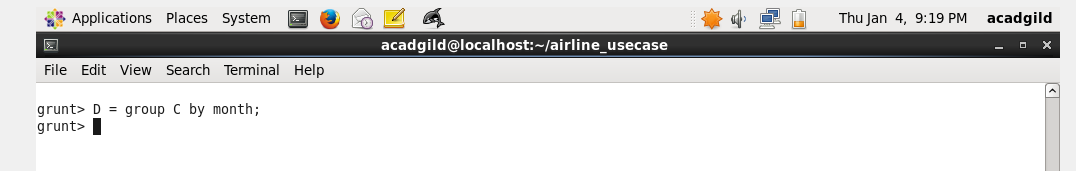 Applications Places System Thu Jan 4, 9:19 PM acadgild
acadgild@localhost:~/airline_usecase
File Edit View Search Terminal Help
grunt> D = group C by month;
grunt>